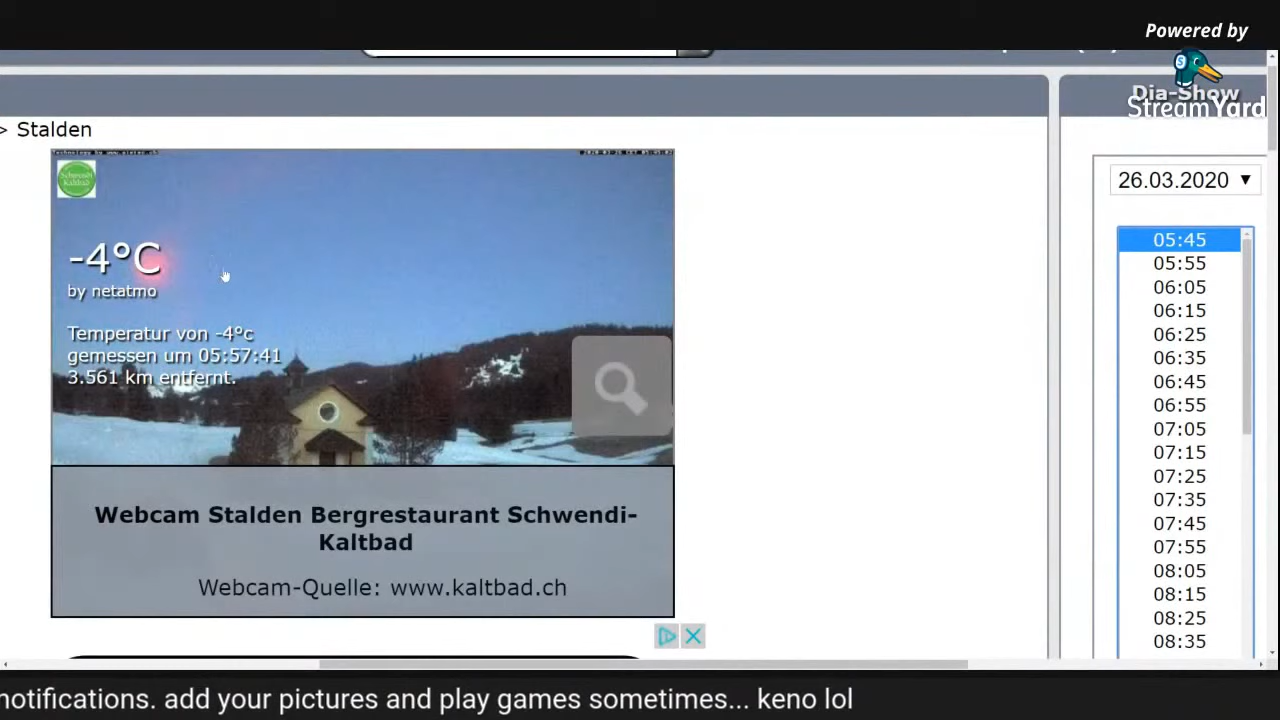 Powered by
Dia-Show
StreamYard
> Stalden
Schwendi
Kaltbad
-4°C
by netatmo
Temperatur von -4°c
gemessen um 05:57:41
3.561 km entfernt.
Webcam Stalden Bergrestaurant Schwendi-
Kaltbad
Webcam-Quelle: www.kaltbad.ch
26.03.2020
05:45
05:55
06:05
06:15
06:25
06:35
06:45
06:55
07:05
07:15
07:25
07:35
07:45
07:55
08:05
08:15
08:25
08:35
notifications. add your pictures and play games sometimes... keno lol